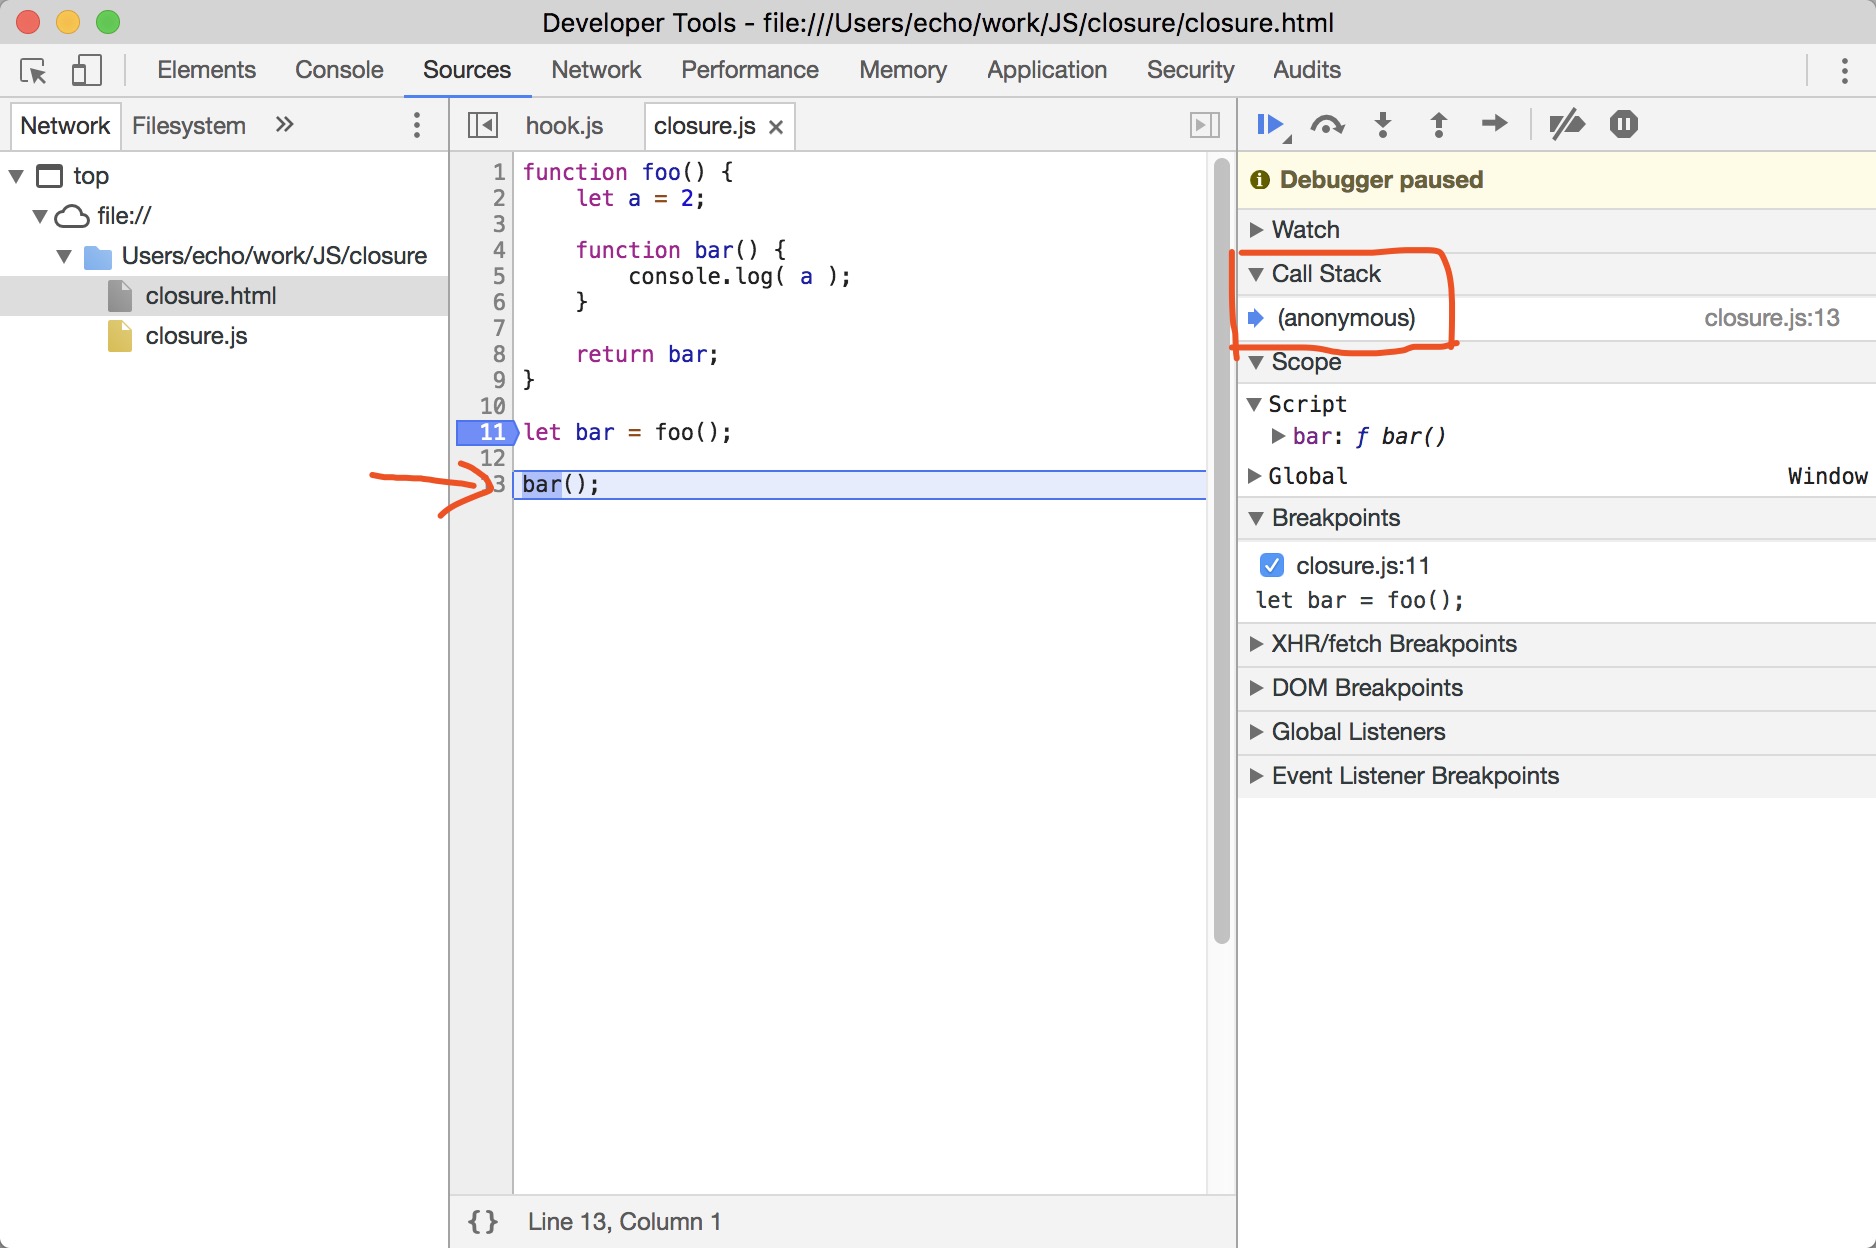 Developer Tools - file:///Users/echo/work/JS/closure/closure.html
Elements Console Sources Network Performance Memory Application Security Audits
Network Filesystem »
top
file://
Users/echo/work/JS/closure
closure.html
closure.js
hook.js closure.js ×
1 function foo() {
2 let a = 2;
3
4 function bar() {
5 console.log( a );
6 }
7
8 return bar;
9 }
10
11 let bar = foo();
12
3 bar();
{} Line 13, Column 1
Debugger paused
Watch
Call Stack
(anonymous) closure.js:13
Scope
Script
bar: ƒ bar()
Global Window
Breakpoints
closure.js:11
let bar = foo();
XHR/fetch Breakpoints
DOM Breakpoints
Global Listeners
Event Listener Breakpoints